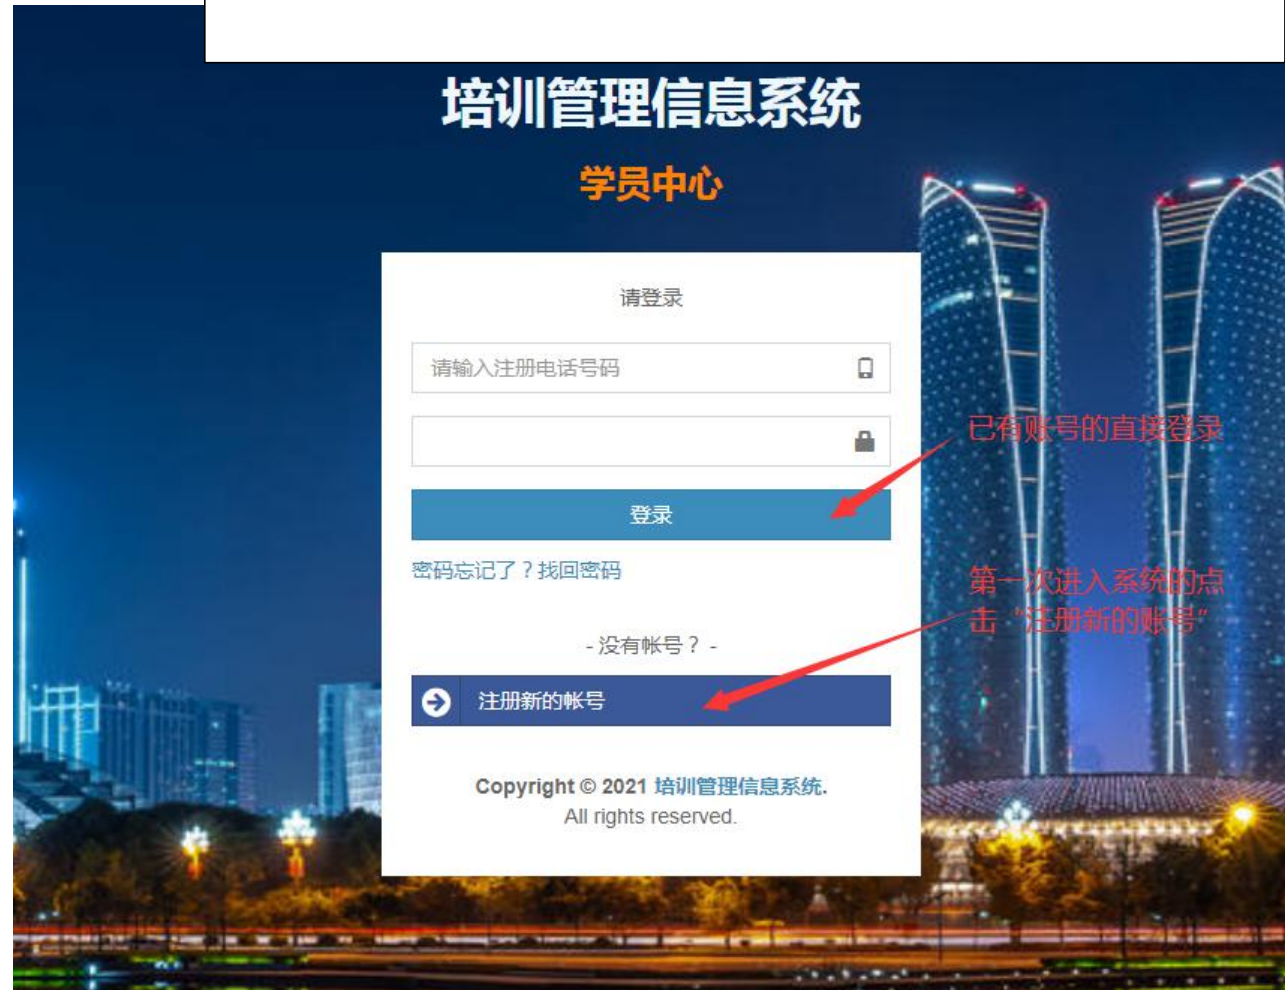 培训管理信息系统
学员中心
请登录
请输入注册电话号码
已有账号的直接登录
登录
密码忘记了？找回密码
第一次进入系统的点
击“注册新的账号”
- 没有帐号？ -
注册新的帐号
Copyright © 2021 培训管理信息系统.
All rights reserved.